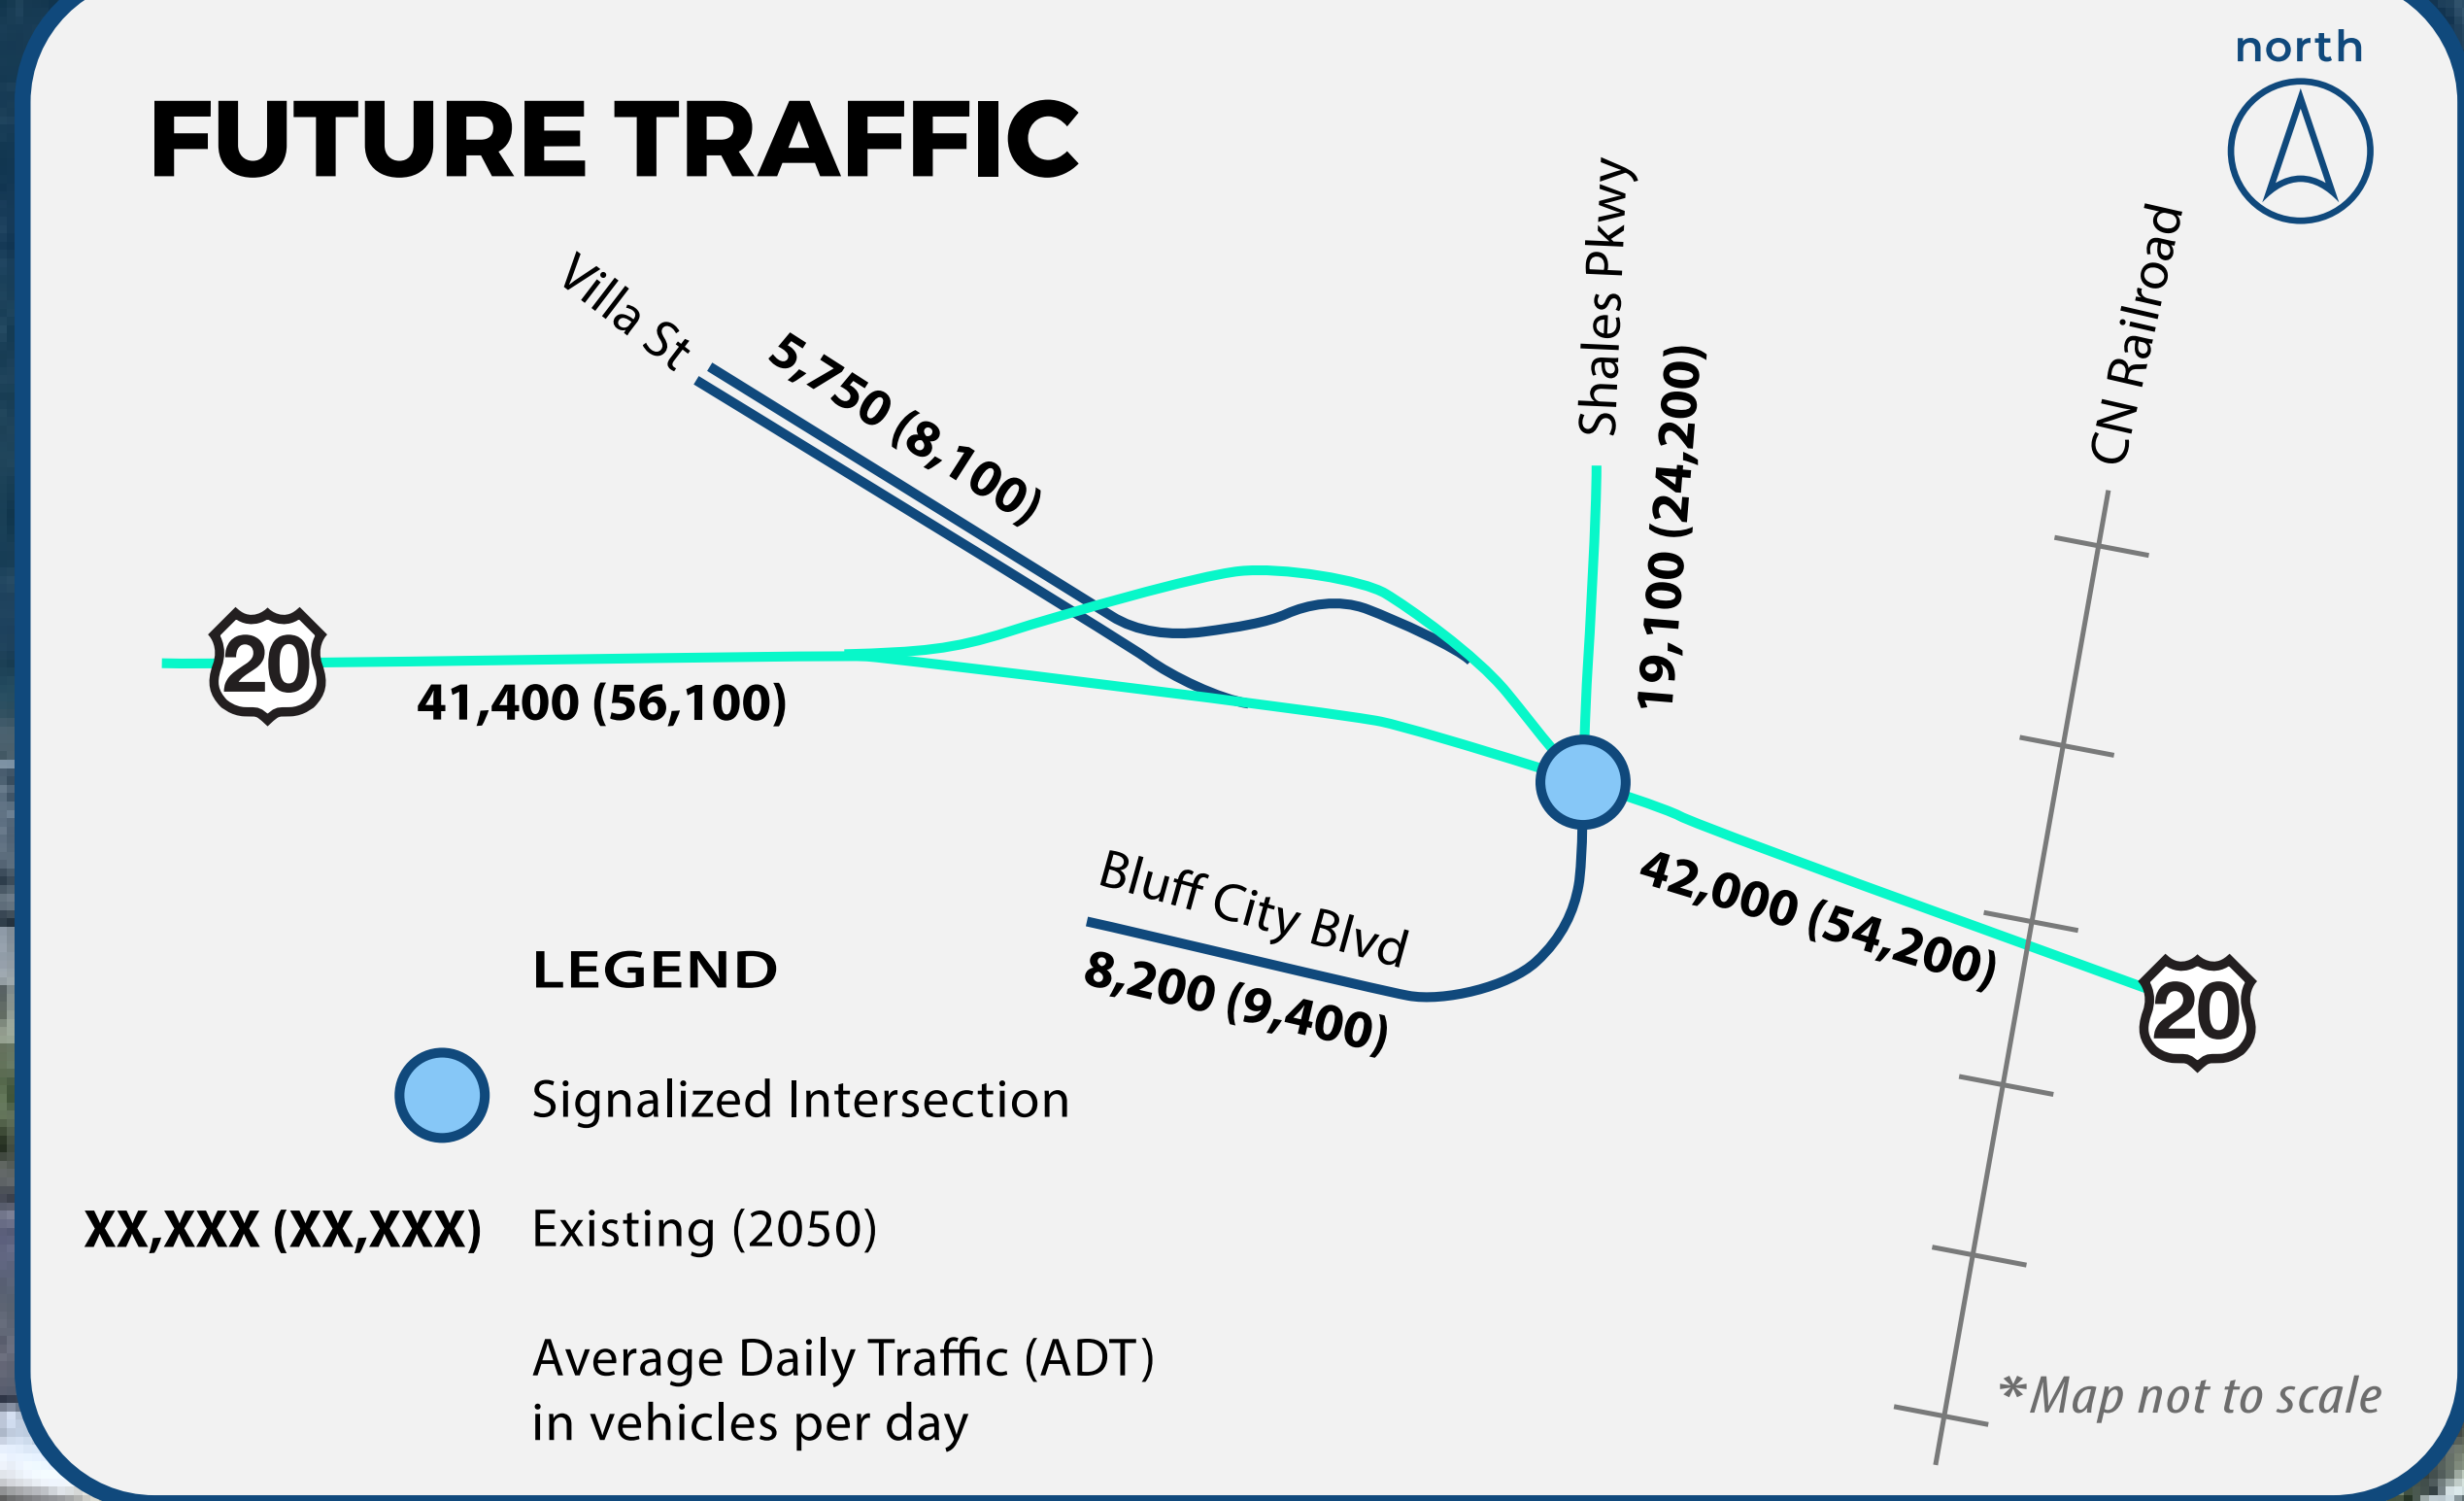 north
FUTURE TRAFFIC
Villa St
5,750 (8,100)
Shales Pkwy
19,100 (24,200)
CN Railroad
20
41,400 (56,100)
Bluff City Blvd
8,200 (9,400)
42,000 (54,200)
20
LEGEND
Signalized Intersection
XX,XXX (XX,XXX) Existing (2050)
Average Daily Traffic (ADT)
in vehicles per day
*Map not to scale